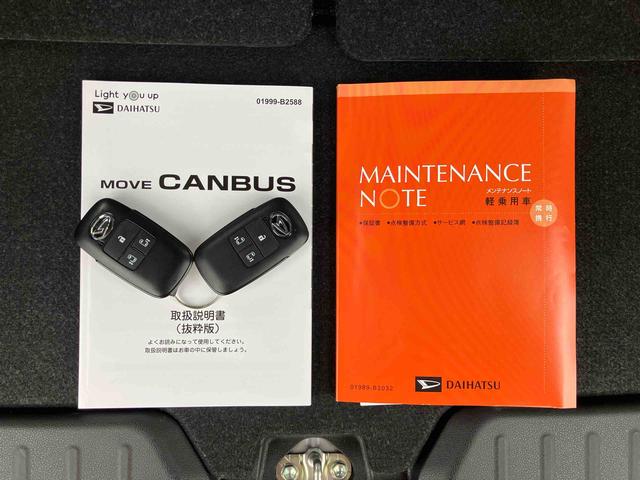 Light you up
DAIHATSU
01999-B2588
MOVE CANBUS
取扱説明書
（抜粋版）
よくお読みになって使用してください。
取扱説明書はお車の中に保管しましょう。
MAINTENANCE
NOTE
メンテナンスノート
軽乗用車
常時
携行
●保証書 ●点検整備方式 ●サービス網 ●点検整備記録簿
01989-B2032
DAIHATSU